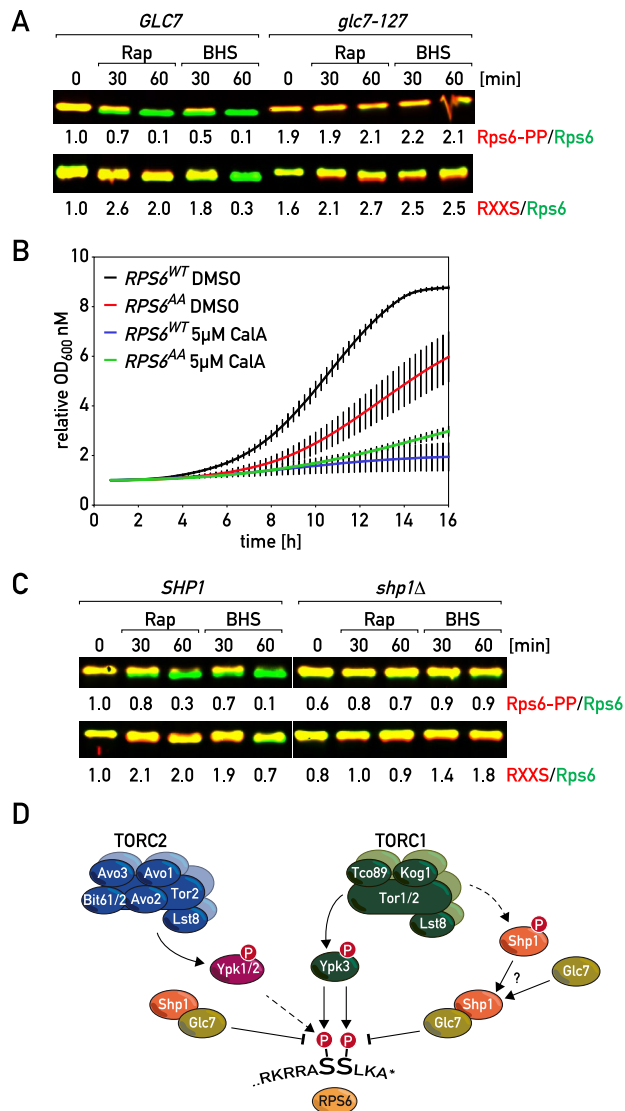 A
GLC7 glc7-127
Rap BHS Rap BHS
0 30 60 30 60 0 30 60 30 60 [min]
1.0 0.7 0.1 0.5 0.1 1.9 1.9 2.1 2.2 2.1 Rps6-PP/Rps6
1.0 2.6 2.0 1.8 0.3 1.6 2.1 2.7 2.5 2.5 RXXS/Rps6
B
10
8
6
4
2
0
relative OD600 nM
RPS6WT DMSO
RPS6AA DMSO
RPS6WT 5µM CalA
RPS6AA 5µM CalA
0 2 4 6 8 10 12 14 16
time [h]
C
SHP1 shp1Δ
Rap BHS Rap BHS
0 30 60 30 60 0 30 60 30 60 [min]
1.0 0.8 0.3 0.7 0.1 0.6 0.8 0.7 0.9 0.9 Rps6-PP/Rps6
1.0 2.1 2.0 1.9 0.7 0.8 1.0 0.9 1.4 1.8 RXXS/Rps6
D
TORC2 TORC1
Avo3 Avo1
Bit61/2 Avo2 Tor2
Lst8
Tco89 Kog1
Tor1/2
Lst8
P
Ypk1/2
P
Ypk3
P
Shp1
?
Glc7
Shp1
Glc7
Shp1
Glc7
P P
..RKRRASSLKA*
RPS6